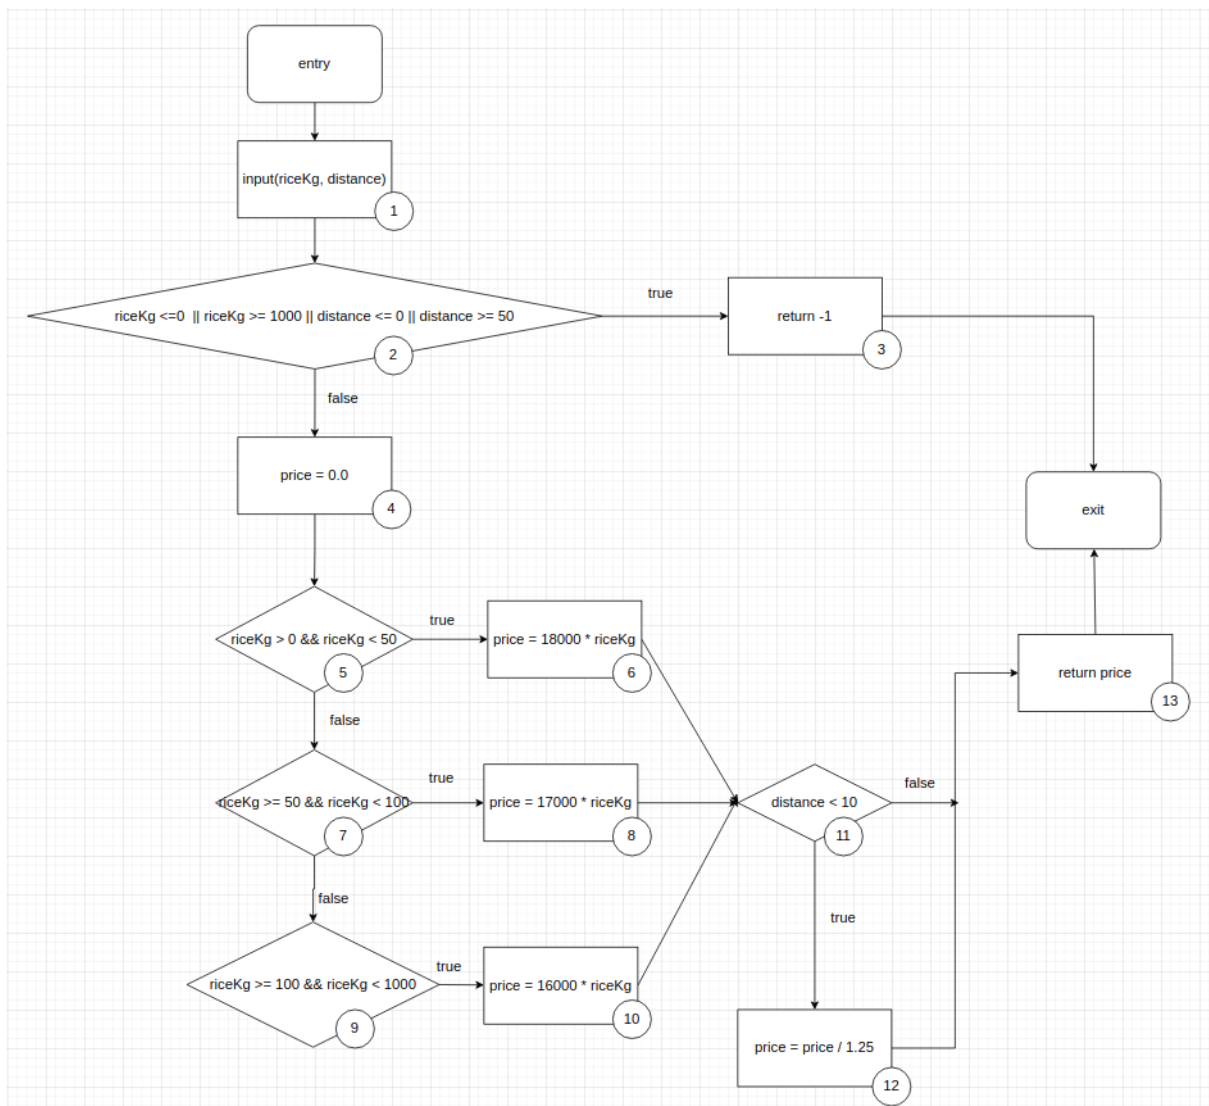 entry
input(riceKg, distance)
1
riceKg <=0 || riceKg >= 1000 || distance <= 0 || distance >= 50
2
true
return -1
3
false
price = 0.0
4
exit
riceKg > 0 && riceKg < 50
5
true
price = 18000 * riceKg
6
false
return price
13
riceKg >= 50 && riceKg < 100
7
true
price = 17000 * riceKg
8
distance < 10
11
false
false
true
riceKg >= 100 && riceKg < 1000
9
true
price = 16000 * riceKg
10
price = price / 1.25
12